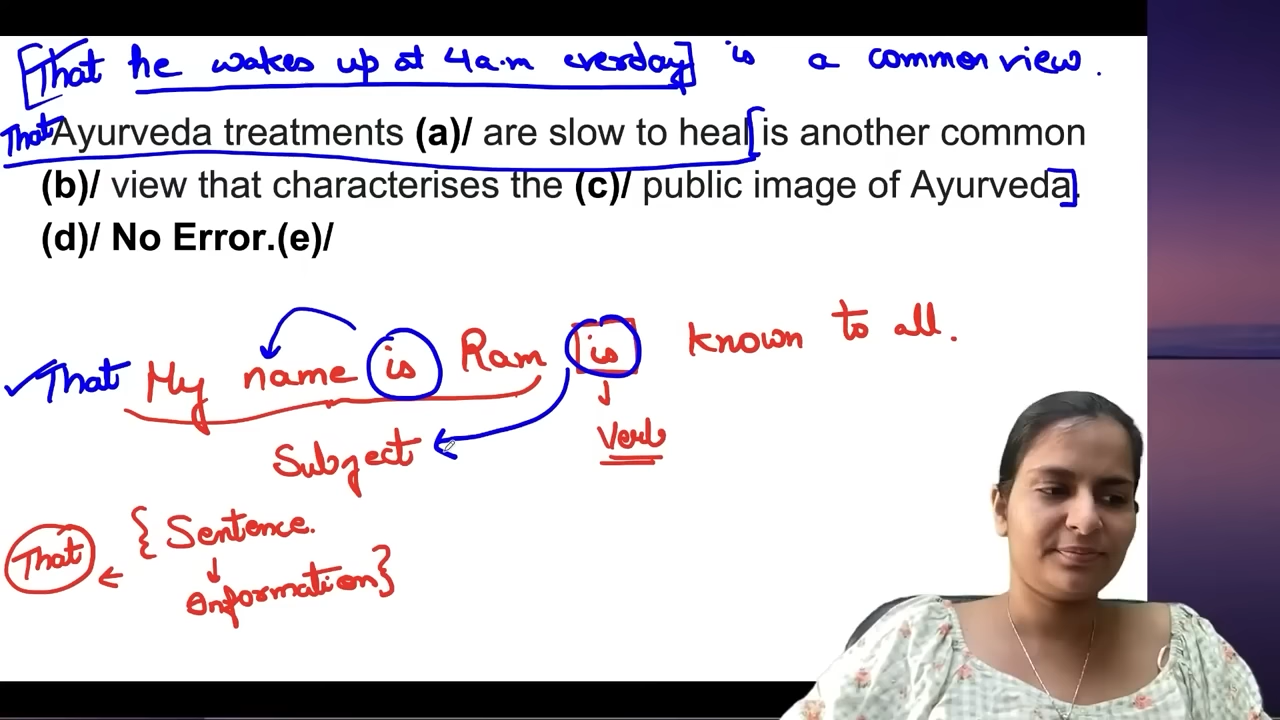 [That he wakes up at 4a.m everday] is a common view.
That Ayurveda treatments (a)/ are slow to heal [is another common
(b)/ view that characterises the (c)/ public image of Ayurveda].
(d)/ No Error.(e)/
✓ That My name is Ram is known to all.
Subject
Verb
That
{ Sentence.
Information}